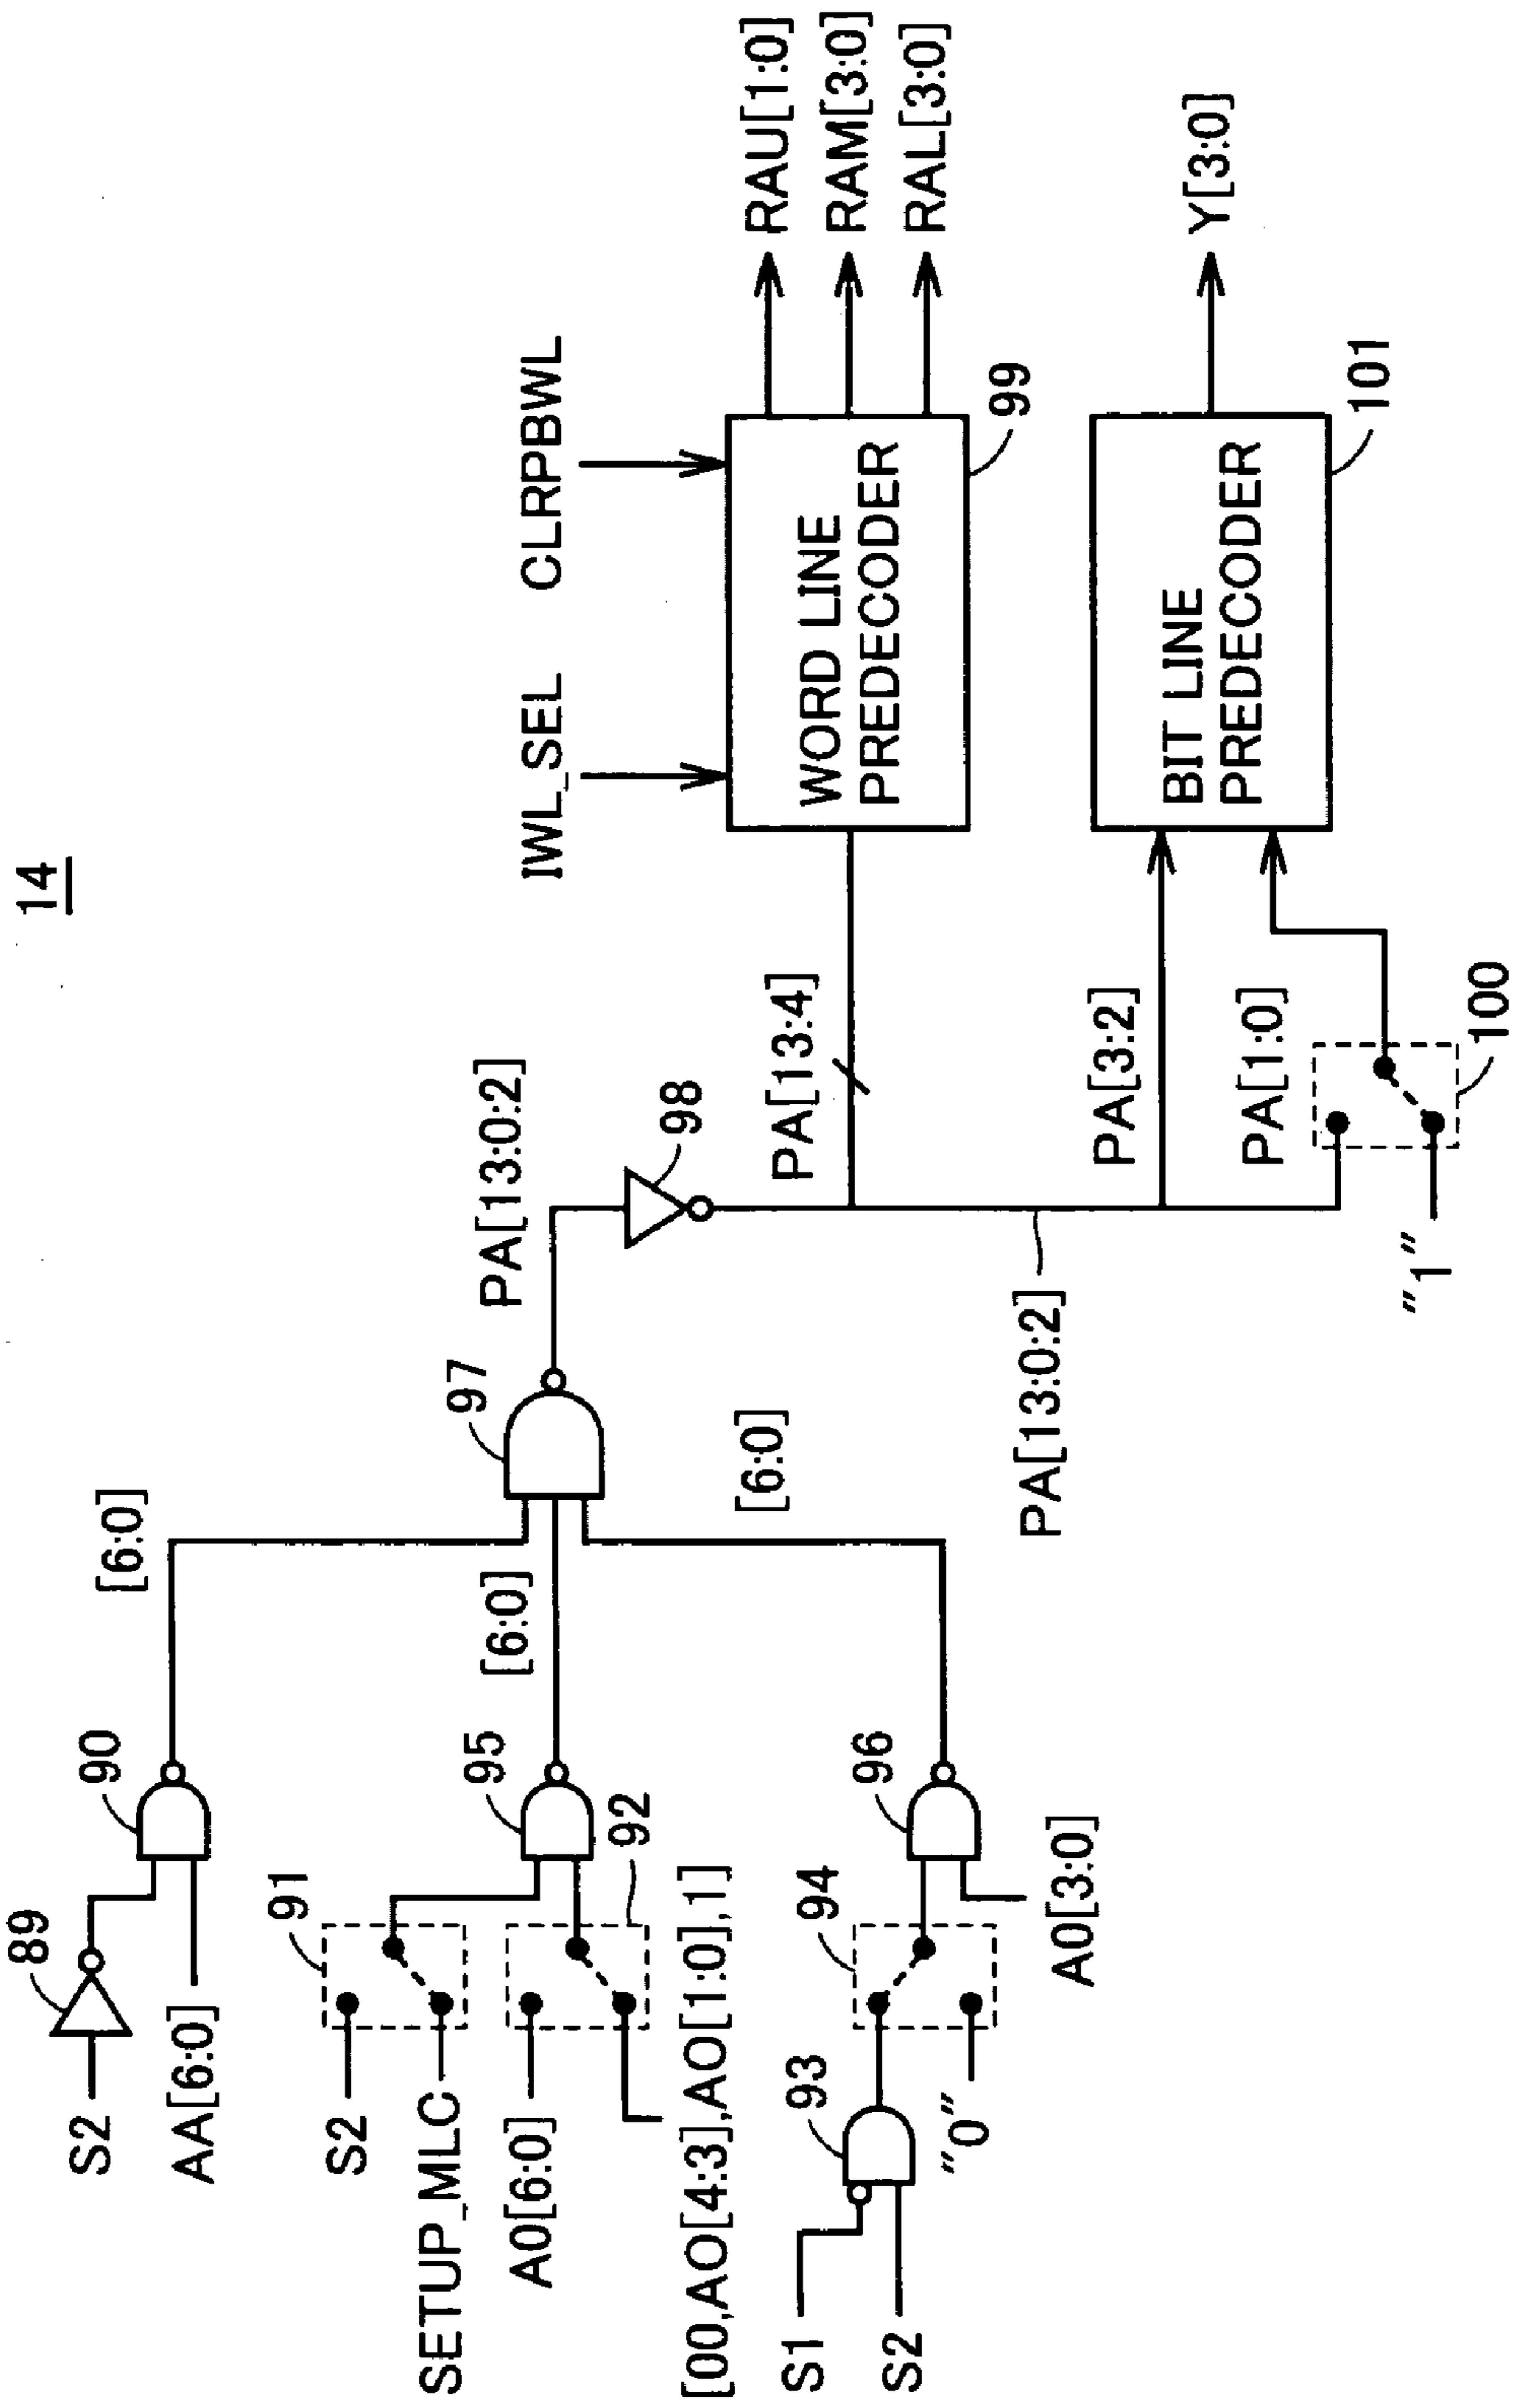 14
S2
89
AA[6:0]
90
[6:0]
91
S2
SETUP_MLC
A0[6:0]
92
[00,AO[4:3],AO[1:0],1]
95
[6:0]
S1
S2
93
"0"
94
A0[3:0]
96
[6:0]
97
PA[13:0:2]
98
PA[13:0:2]
PA[13:4]
IWL_SEL
CLRPBWL
WORD LINE
PREDECODER
99
RAU[1:0]
RAM[3:0]
RAL[3:0]
PA[3:2]
PA[1:0]
"1"
100
BIT LINE
PREDECODER
101
Y[3:0]